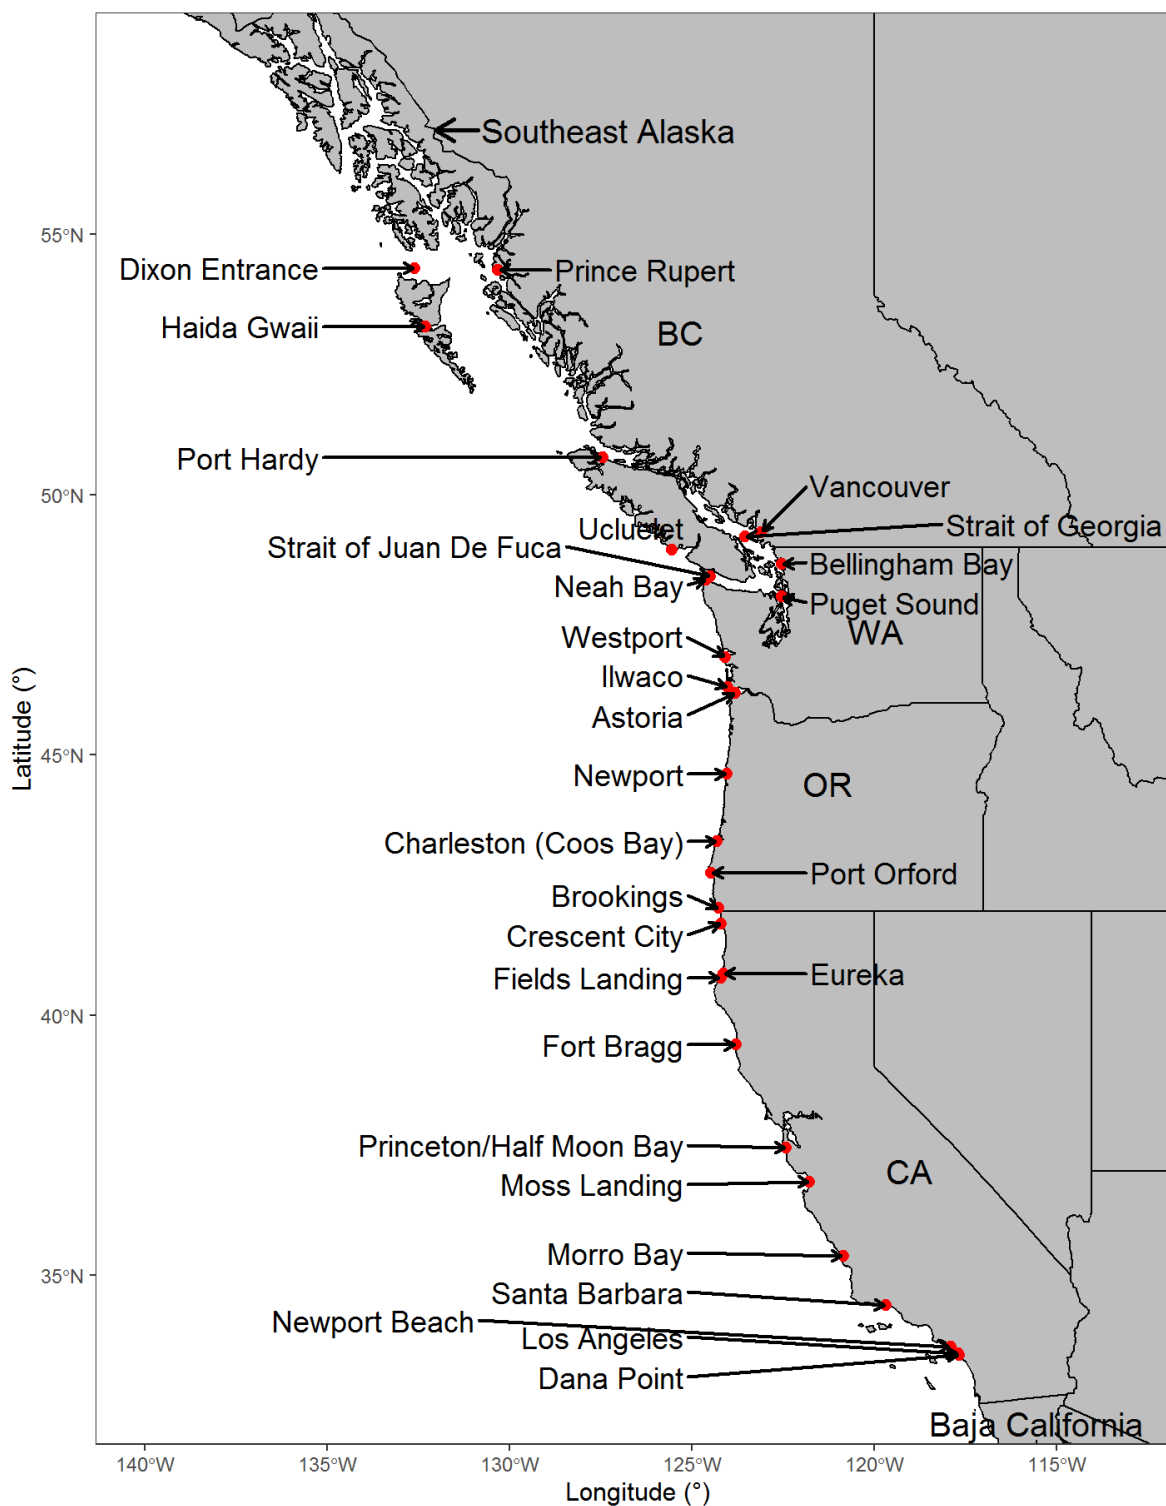 Southeast Alaska
55°N
Dixon Entrance
Prince Rupert
Haida Gwaii
BC
Port Hardy
50°N
Vancouver
Ucluelet
Strait of Georgia
Strait of Juan De Fuca
Bellingham Bay
Neah Bay
Puget Sound
WA
Westport
Ilwaco
Astoria
Latitude (°)
45°N
Newport
OR
Charleston (Coos Bay)
Port Orford
Brookings
Crescent City
Fields Landing
Eureka
40°N
Fort Bragg
Princeton/Half Moon Bay
CA
Moss Landing
Morro Bay
35°N
Santa Barbara
Newport Beach
Los Angeles
Dana Point
Baja California
140°W
135°W
130°W
125°W
120°W
115°W
Longitude (°)